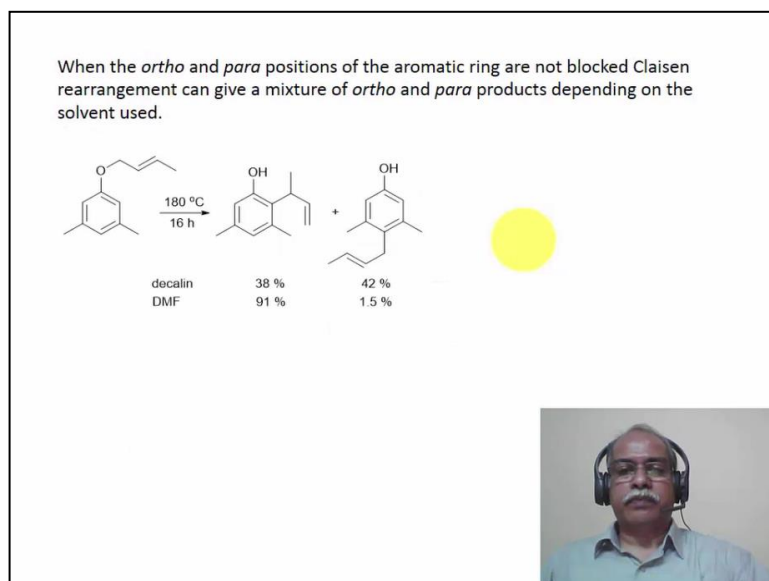 When the ortho and para positions of the aromatic ring are not blocked Claisen
rearrangement can give a mixture of ortho and para products depending on the
solvent used.
O
OH
OH
180 ºC
16 h
+
decalin 38 % 42 %
DMF 91 % 1.5 %